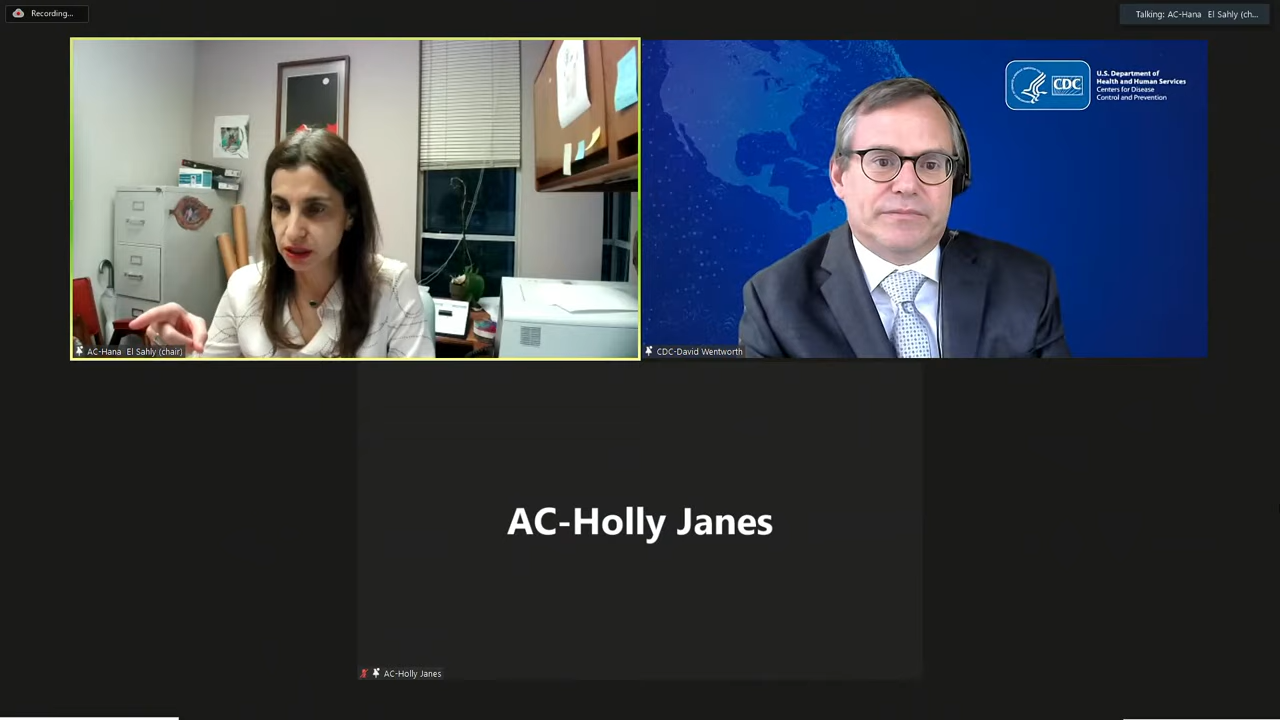 Recording...
Talking: AC-Hana El Sahly (ch...
CDC
U.S. Department of
Health and Human Services
Centers for Disease
Control and Prevention
AC-Hana El Sahly (chair)
CDC-David Wentworth
AC-Holly Janes
AC-Holly Janes